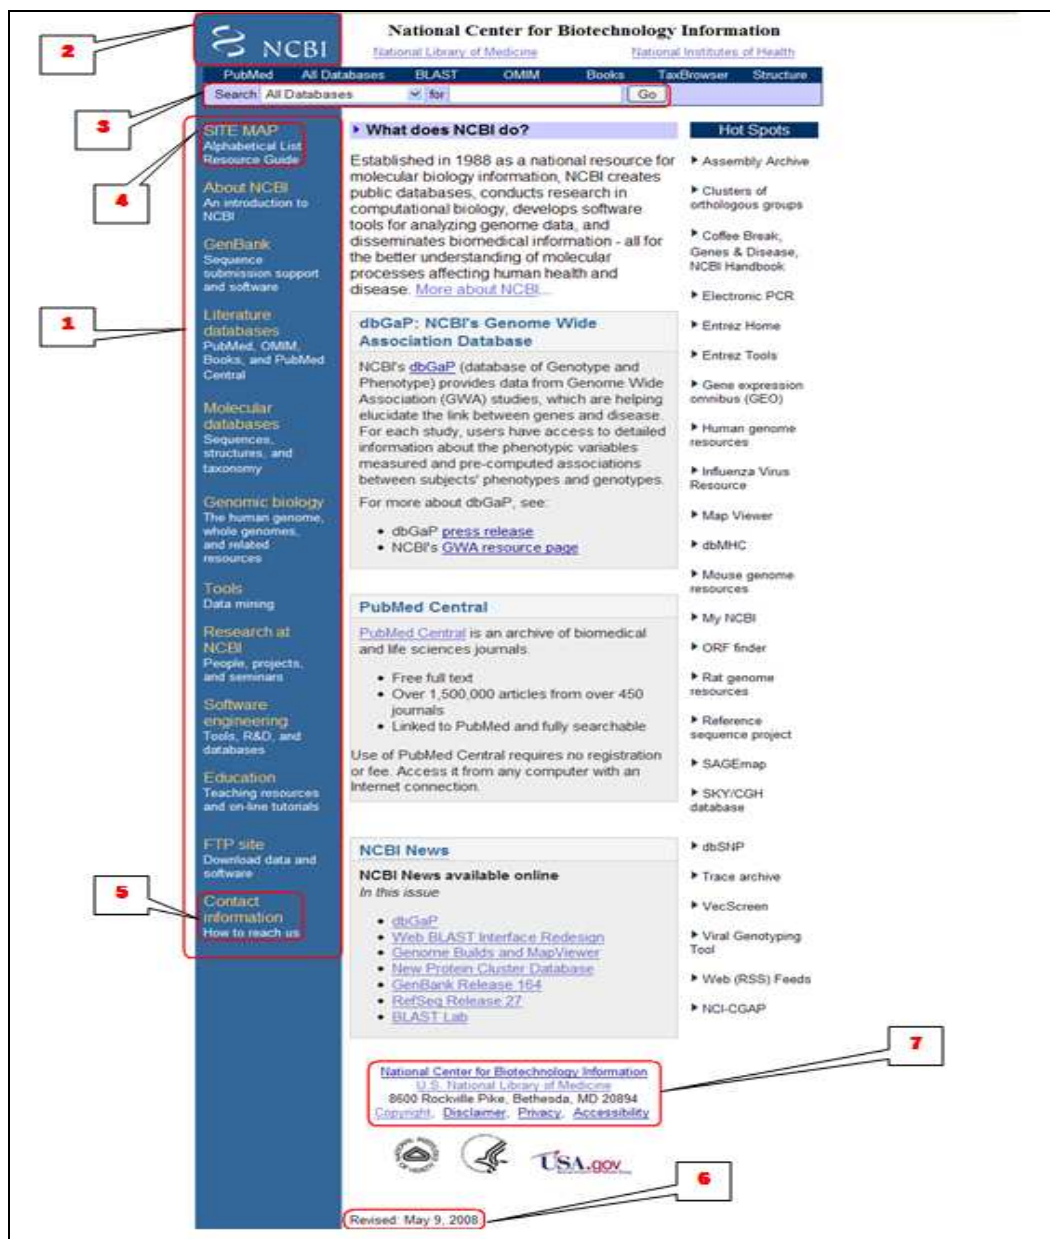 2
NCBI
National Center for Biotechnology Information
National Library of Medicine National Institutes of Health
PubMed All Databases BLAST OMIM Books TaxBrowser Structure
3
Search All Databases for Go
4
SITE MAP
Alphabetical List
Resource Guide
About NCBI
An introduction to
NCBI
GenBank
Sequence
submission support
and software
1
Literature
databases
PubMed, OMIM,
Books, and PubMed
Central
Molecular
databases
Sequences,
structures, and
taxonomy
Genomic biology
The human genome,
whole genomes,
and related
resources
Tools
Data mining
Research at
NCBI
People, projects,
and seminars
Software
engineering
Tools, R&D, and
databases
Education
Teaching resources
and on-line tutorials
FTP site
Download data and
software
5
Contact
information
How to reach us
What does NCBI do?
Established in 1988 as a national resource for
molecular biology information, NCBI creates
public databases, conducts research in
computational biology, develops software
tools for analyzing genome data, and
disseminates biomedical information - all for
the better understanding of molecular
processes affecting human health and
disease. More about NCBI...
dbGaP: NCBI's Genome Wide
Association Database
NCBI's dbGaP (database of Genotype and
Phenotype) provides data from Genome Wide
Association (GWA) studies, which are helping
elucidate the link between genes and disease.
For each study, users have access to detailed
information about the phenotypic variables
measured and pre-computed associations
between subjects' phenotypes and genotypes.
For more about dbGaP, see:
• dbGaP press release
• NCBI's GWA resource page
PubMed Central
PubMed Central is an archive of biomedical
and life sciences journals.
• Free full text
• Over 1,500,000 articles from over 450
journals
• Linked to PubMed and fully searchable
Use of PubMed Central requires no registration
or fee. Access it from any computer with an
Internet connection.
NCBI News
NCBI News available online
In this issue
• dbGaP
• Web BLAST Interface Redesign
• Genome Builds and MapViewer
• New Protein Cluster Database
• GenBank Release 164
• RefSeq Release 27
• BLAST Lab
Hot Spots
Assembly Archive
Clusters of
orthologous groups
Coffee Break,
Genes & Disease,
NCBI Handbook
Electronic PCR
Entrez Home
Entrez Tools
Gene expression
omnibus (GEO)
Human genome
resources
Influenza Virus
Resource
Map Viewer
dbMHC
Mouse genome
resources
My NCBI
ORF finder
Rat genome
resources
Reference
sequence project
SAGEmap
SKY/CGH
database
dbSNP
Trace archive
VecScreen
Viral Genotyping
Tool
Web (RSS) Feeds
NCI-CGAP
7
National Center for Biotechnology Information
U.S. National Library of Medicine
8600 Rockville Pike, Bethesda, MD 20894
Copyright, Disclaimer, Privacy, Accessibility
USA.gov
6
Revised: May 9, 2008